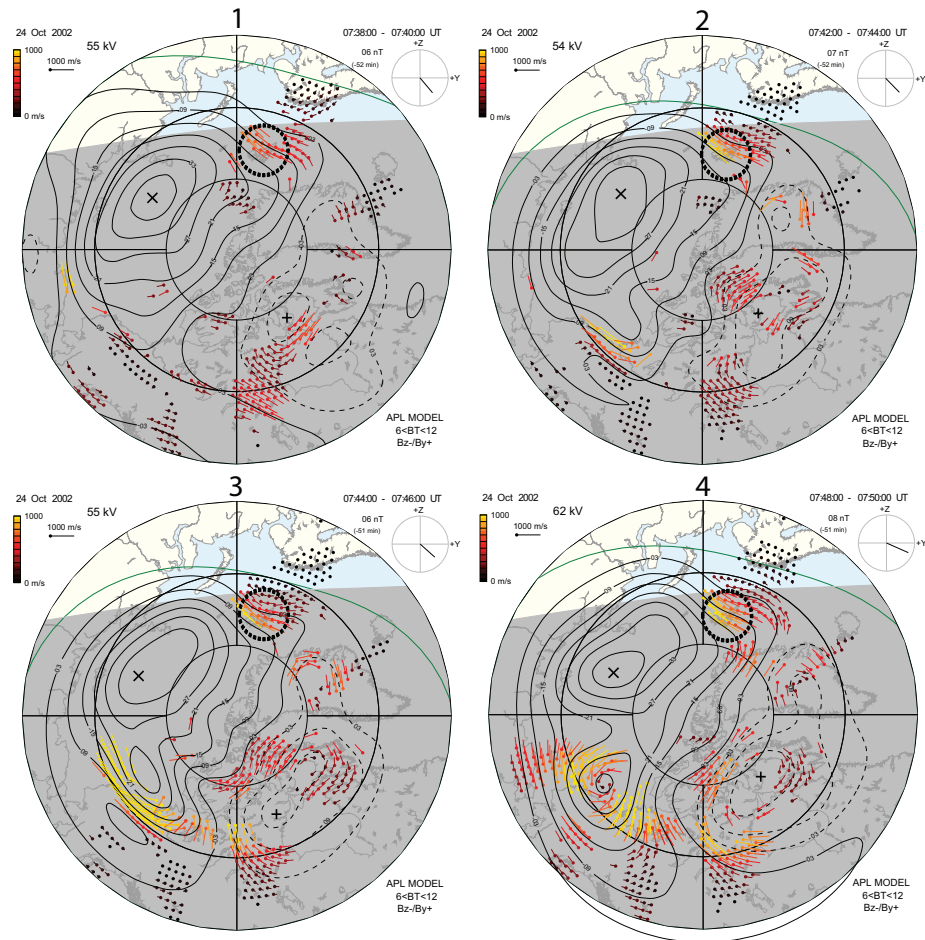 1
24 Oct 2002
55 kV
07:38:00 - 07:40:00 UT
1000
1000 m/s
0 m/s
06 nT
(-52 min)
+Z
+Y
APL MODEL
6<BT<12
Bz-/By+
2
24 Oct 2002
54 kV
07:42:00 - 07:44:00 UT
1000
1000 m/s
0 m/s
07 nT
(-52 min)
+Z
+Y
APL MODEL
6<BT<12
Bz-/By+
3
24 Oct 2002
55 kV
07:44:00 - 07:46:00 UT
1000
1000 m/s
0 m/s
06 nT
(-51 min)
+Z
+Y
APL MODEL
6<BT<12
Bz-/By+
4
24 Oct 2002
62 kV
07:48:00 - 07:50:00 UT
1000
1000 m/s
0 m/s
08 nT
(-51 min)
+Z
+Y
APL MODEL
6<BT<12
Bz-/By+